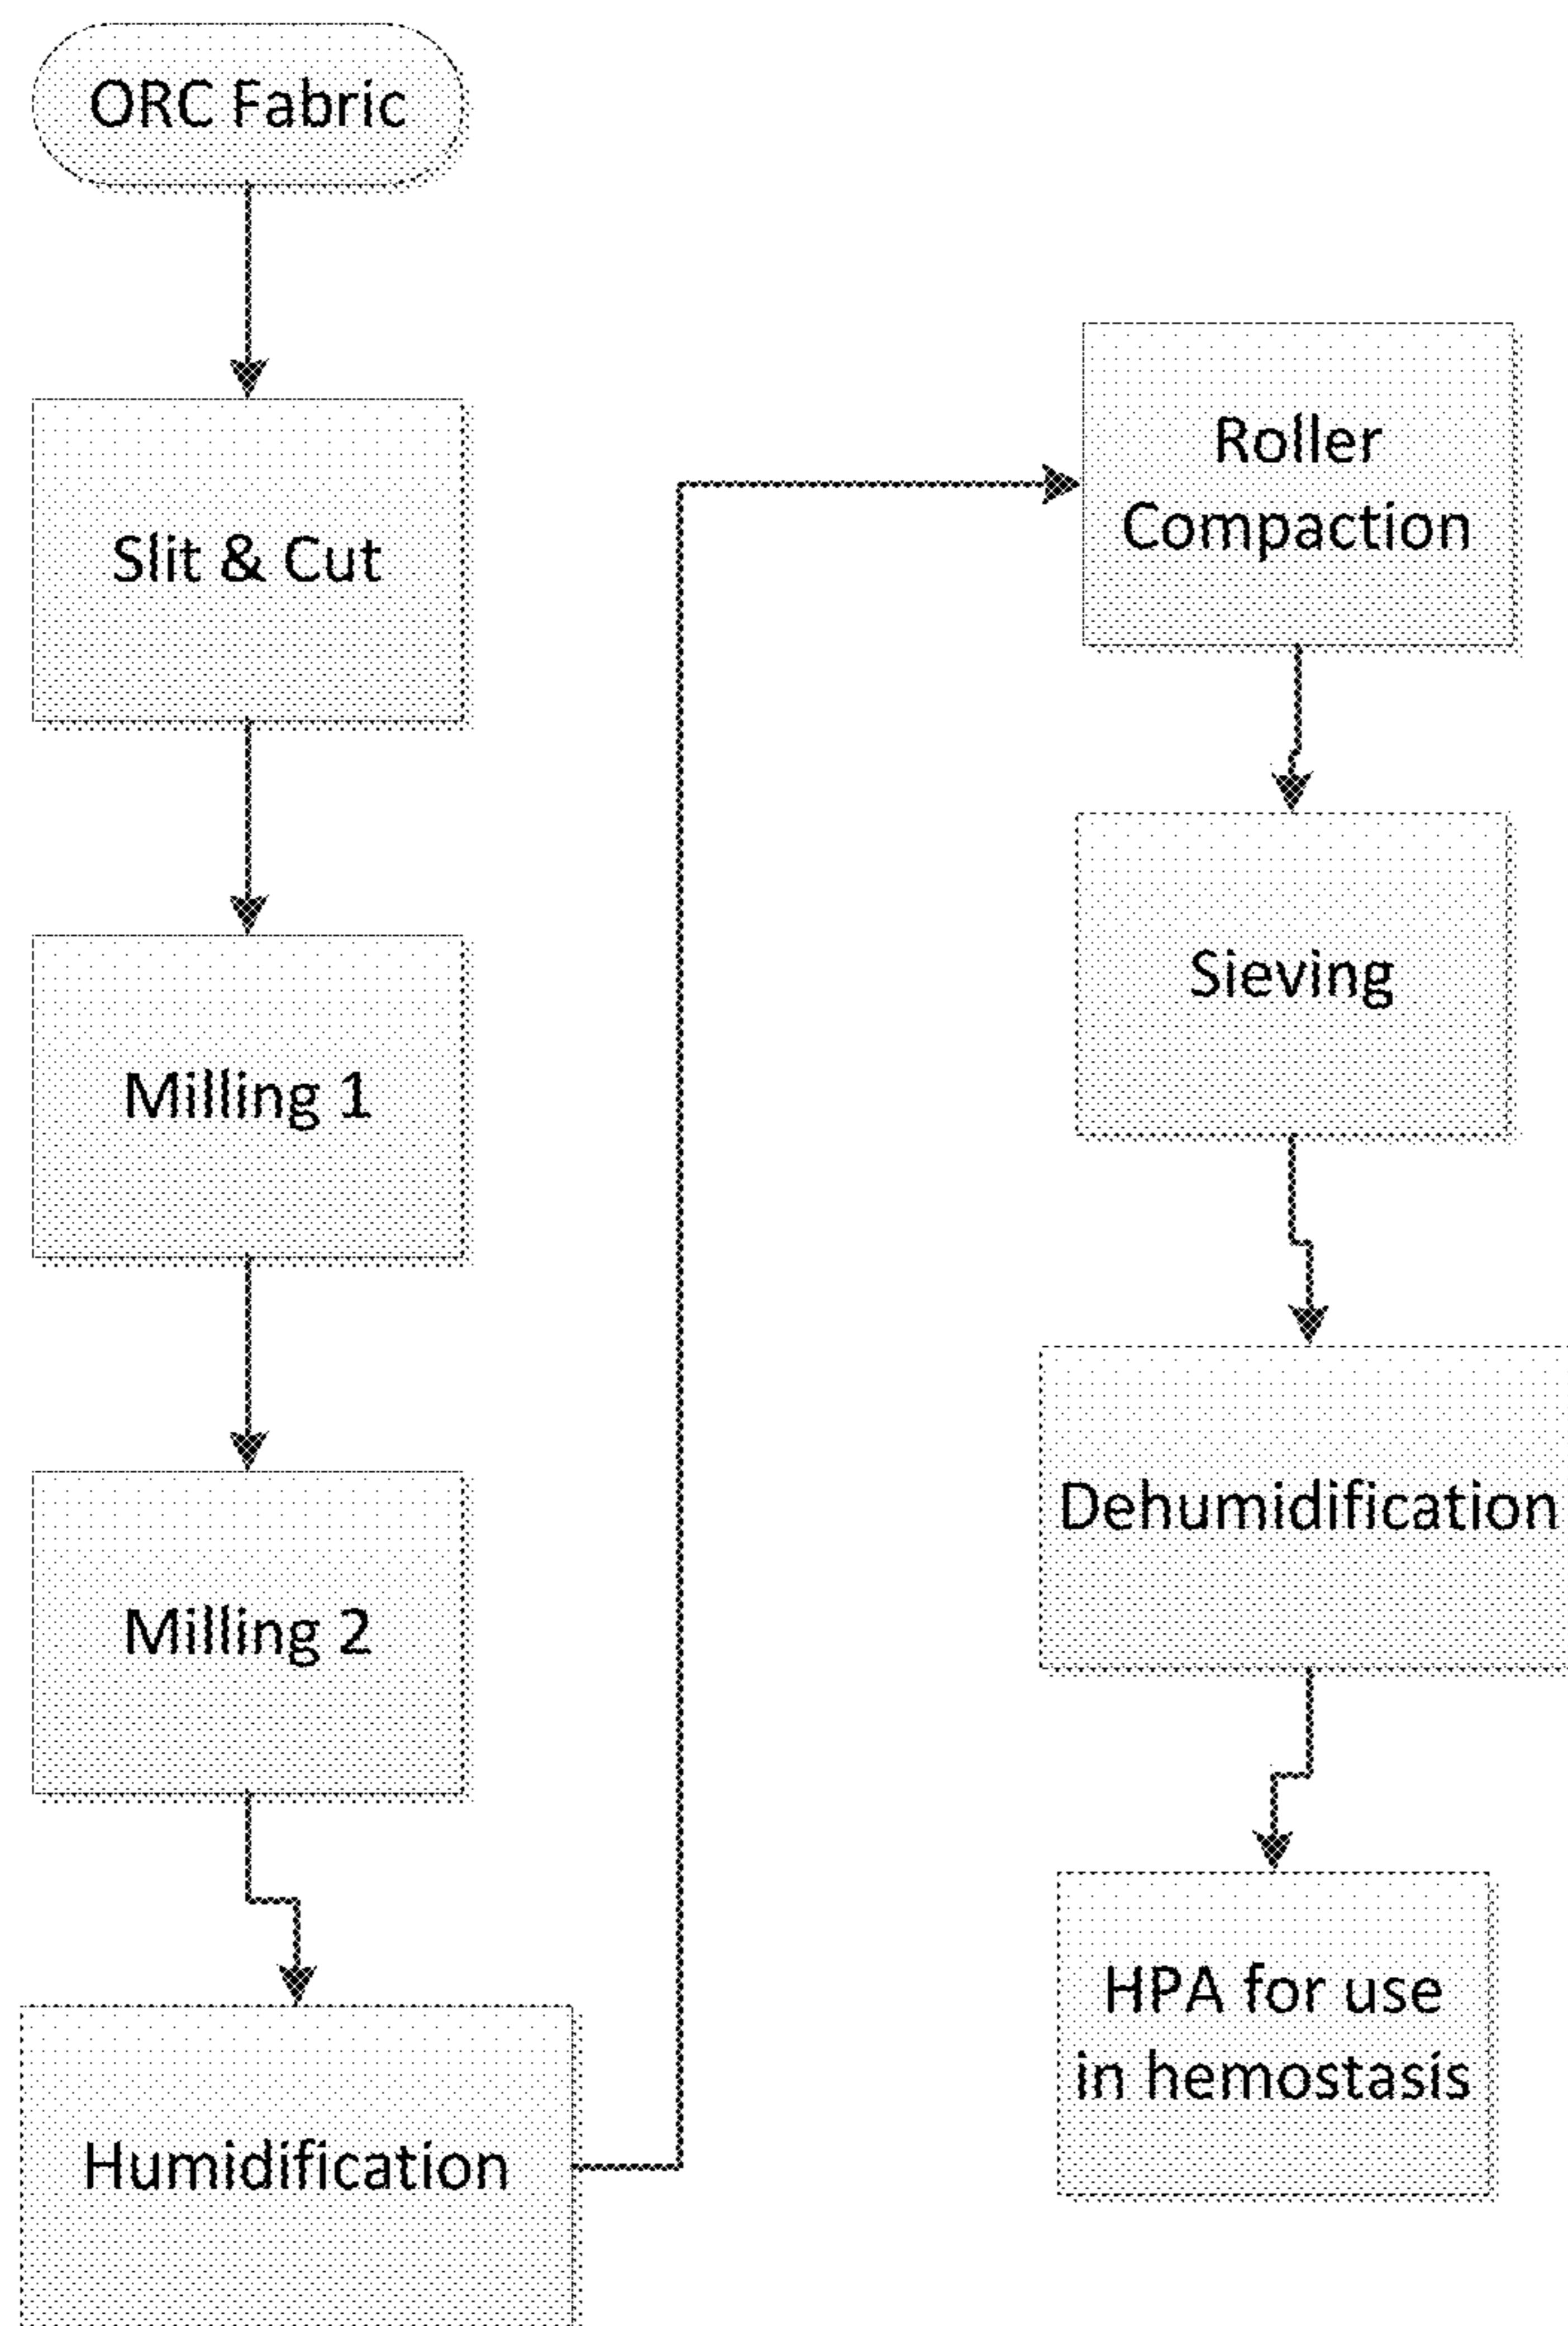 ORC Fabric
Slit & Cut
Milling 1
Milling 2
Humidification
Roller
Compaction
Sieving
Dehumidification
HPA for use
in hemostasis